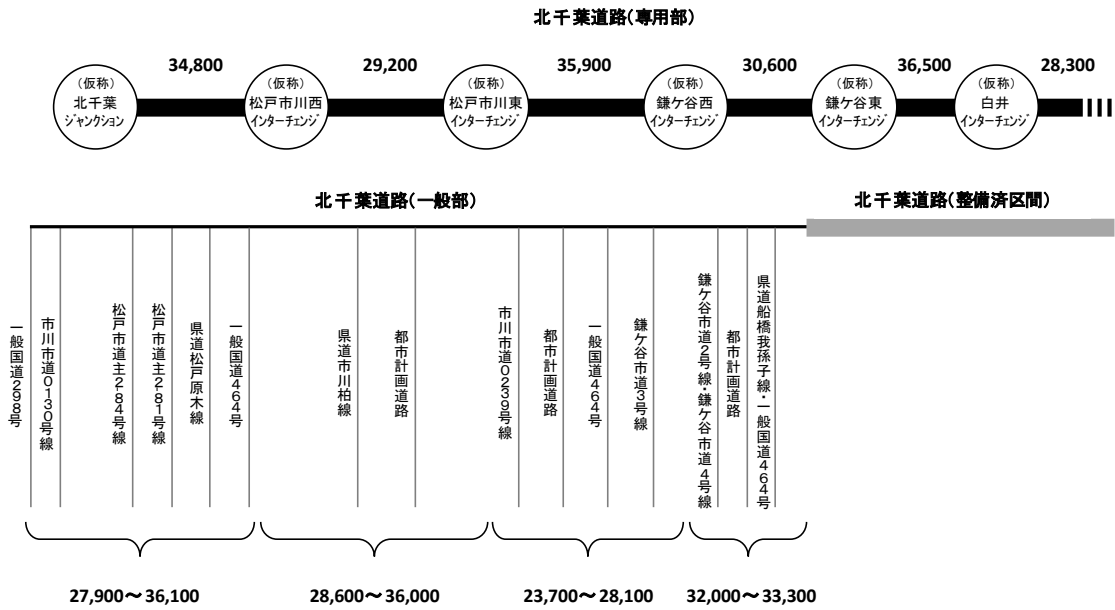 北千葉道路(専用部)
34,800
29,200
35,900
30,600
36,500
28,300
(仮称)
北千葉
ジャンクション
(仮称)
松戸市川西
インターチェンジ
(仮称)
松戸市川東
インターチェンジ
(仮称)
鎌ケ谷西
インターチェンジ
(仮称)
鎌ケ谷東
インターチェンジ
(仮称)
白井
インターチェンジ
北千葉道路(一般部)
北千葉道路(整備済区間)
一般国道298号
市川市道0130号線
松戸市道主2-84号線
松戸市道主2-81号線
県道松戸原木線
一般国道464号
県道市川柏線
都市計画道路
市川市道0239号線
都市計画道路
一般国道464号
鎌ケ谷市道3号線
鎌ケ谷市道2号線・鎌ケ谷市道4号線
都市計画道路
県道船橋我孫子線・一般国道464号
27,900～36,100
28,600～36,000
23,700～28,100
32,000～33,300